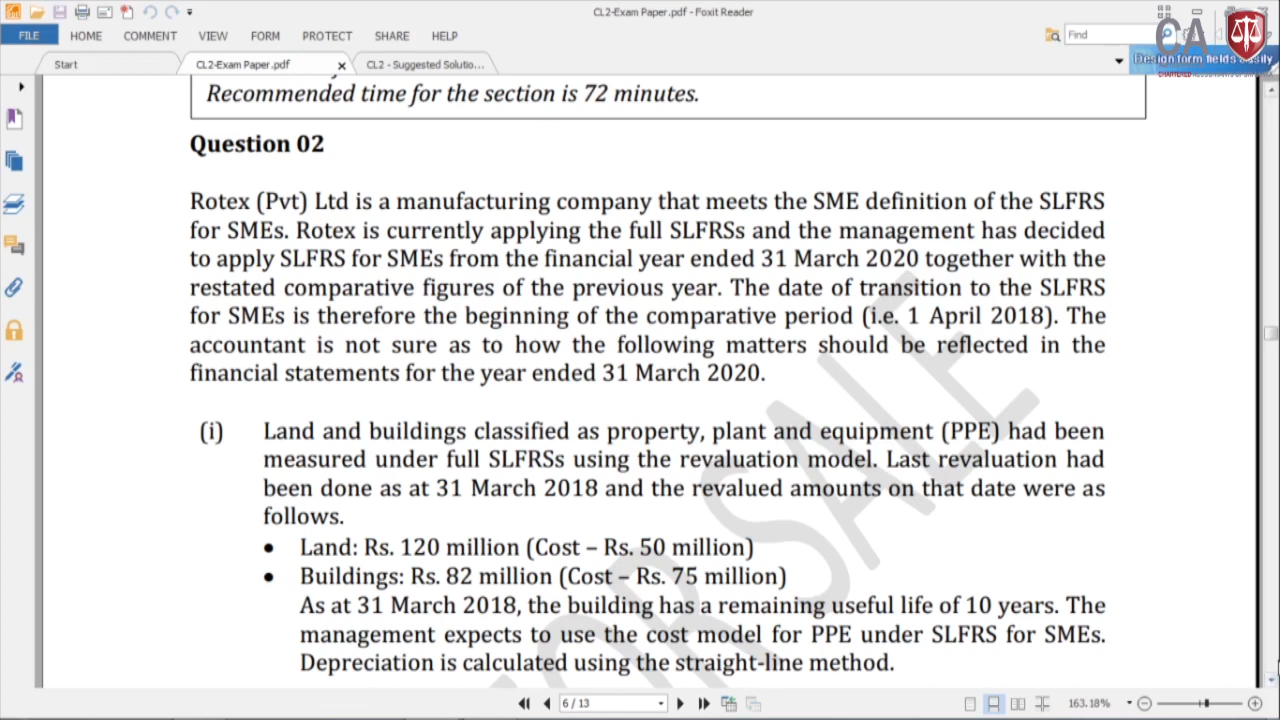 CL2-Exam Paper.pdf - Foxit Reader
FILE HOME COMMENT VIEW FORM PROTECT SHARE HELP
Find
CA
Start CL2-Exam Paper.pdf x CL2 - Suggested Solutio...
Design form fields easily
Recommended time for the section is 72 minutes.
Question 02
Rotex (Pvt) Ltd is a manufacturing company that meets the SME definition of the SLFRS
for SMEs. Rotex is currently applying the full SLFRSs and the management has decided
to apply SLFRS for SMEs from the financial year ended 31 March 2020 together with the
restated comparative figures of the previous year. The date of transition to the SLFRS
for SMEs is therefore the beginning of the comparative period (i.e. 1 April 2018). The
accountant is not sure as to how the following matters should be reflected in the
financial statements for the year ended 31 March 2020.
(i) Land and buildings classified as property, plant and equipment (PPE) had been
measured under full SLFRSs using the revaluation model. Last revaluation had
been done as at 31 March 2018 and the revalued amounts on that date were as
follows.
• Land: Rs. 120 million (Cost – Rs. 50 million)
• Buildings: Rs. 82 million (Cost – Rs. 75 million)
As at 31 March 2018, the building has a remaining useful life of 10 years. The
management expects to use the cost model for PPE under SLFRS for SMEs.
Depreciation is calculated using the straight-line method.
OR SALE
6 / 13
163.18%